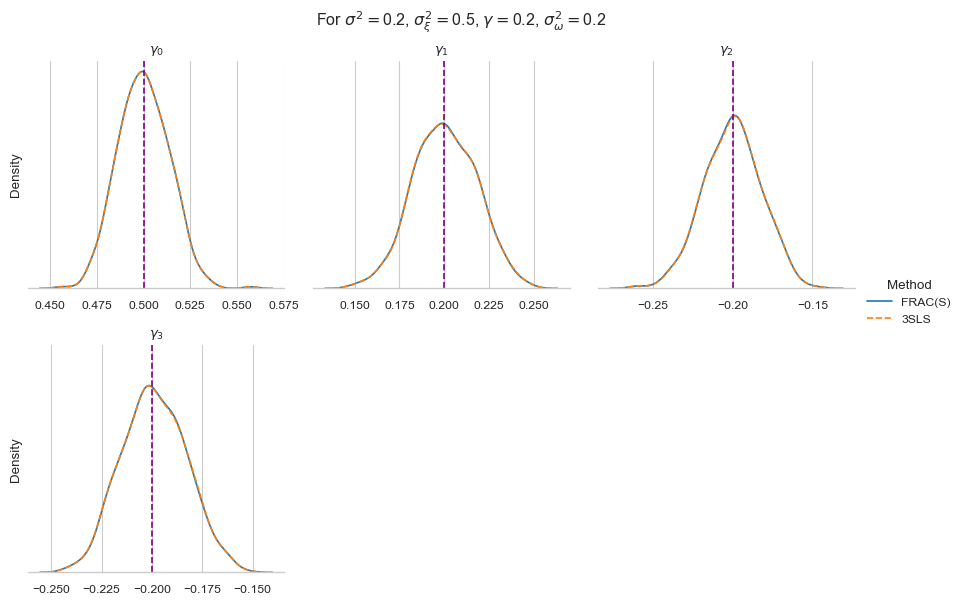 For σ² = 0.2, σ_ξ² = 0.5, γ = 0.2, σ_ω² = 0.2
γ₀
γ₁
γ₂
Density
0.450 0.475 0.500 0.525 0.550 0.575
0.150 0.175 0.200 0.225 0.250
−0.25 −0.20 −0.15
Method
FRAC(S)
3SLS
γ₃
Density
−0.250 −0.225 −0.200 −0.175 −0.150